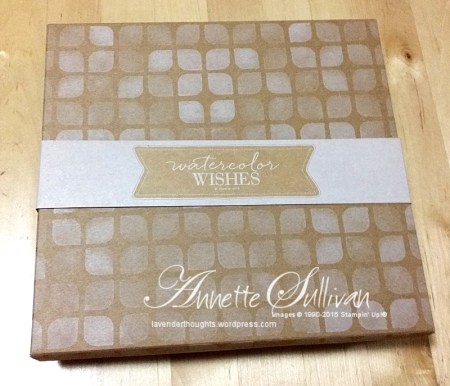 watercolor
WISHES
Annette Sullivan
Images © 1990-2015 Stampin' Up!®
lavenderthoughts.wordpress.com